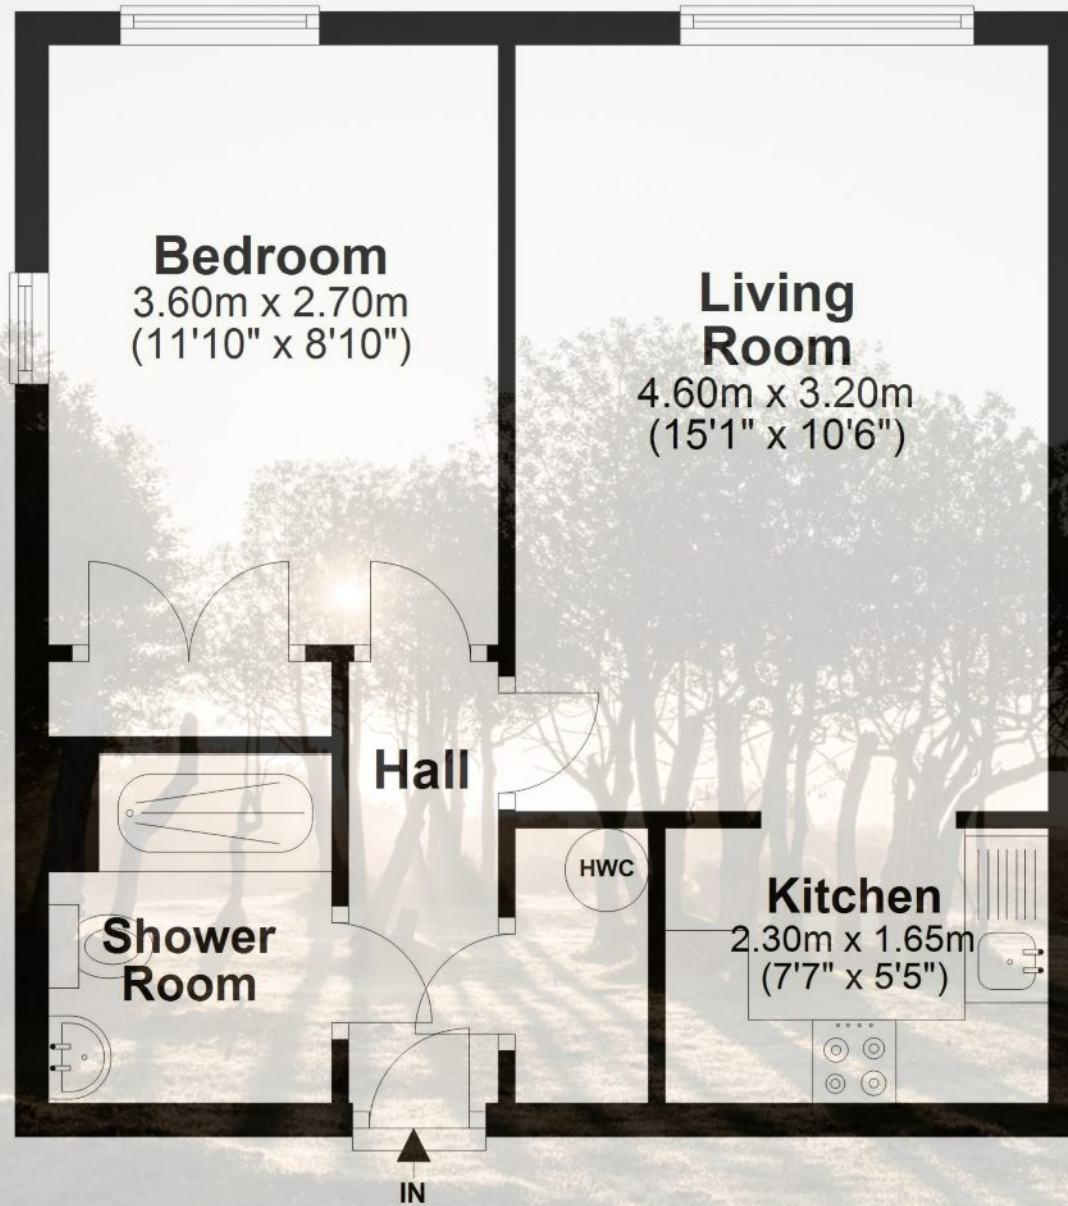 Bedroom
3.60m x 2.70m
(11'10" x 8'10")
Living
Room
4.60m x 3.20m
(15'1" x 10'6")
Hall
HWC
Kitchen
2.30m x 1.65m
(7'7" x 5'5")
Shower
Room
IN